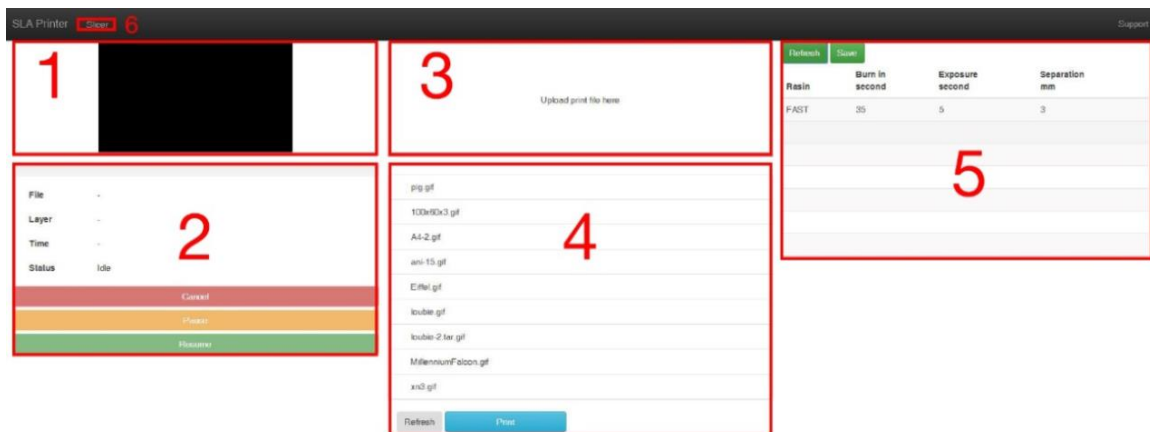 SLA Printer Slicer 6 Support
1
3
Upload print file here
Refresh Save
Resin Burn in second Exposure second Separation mm
FAST 35 5 3
5
2
File -
Layer -
Time -
Status Idle
Cancel
Pause
Resume
4
pig.gif
100x60x3.gif
A4-2.gif
ani-15.gif
Eiffel.gif
loubie.gif
loubie-2.tar.gif
MillenniumFalcon.gif
xn3.gif
Refresh Print